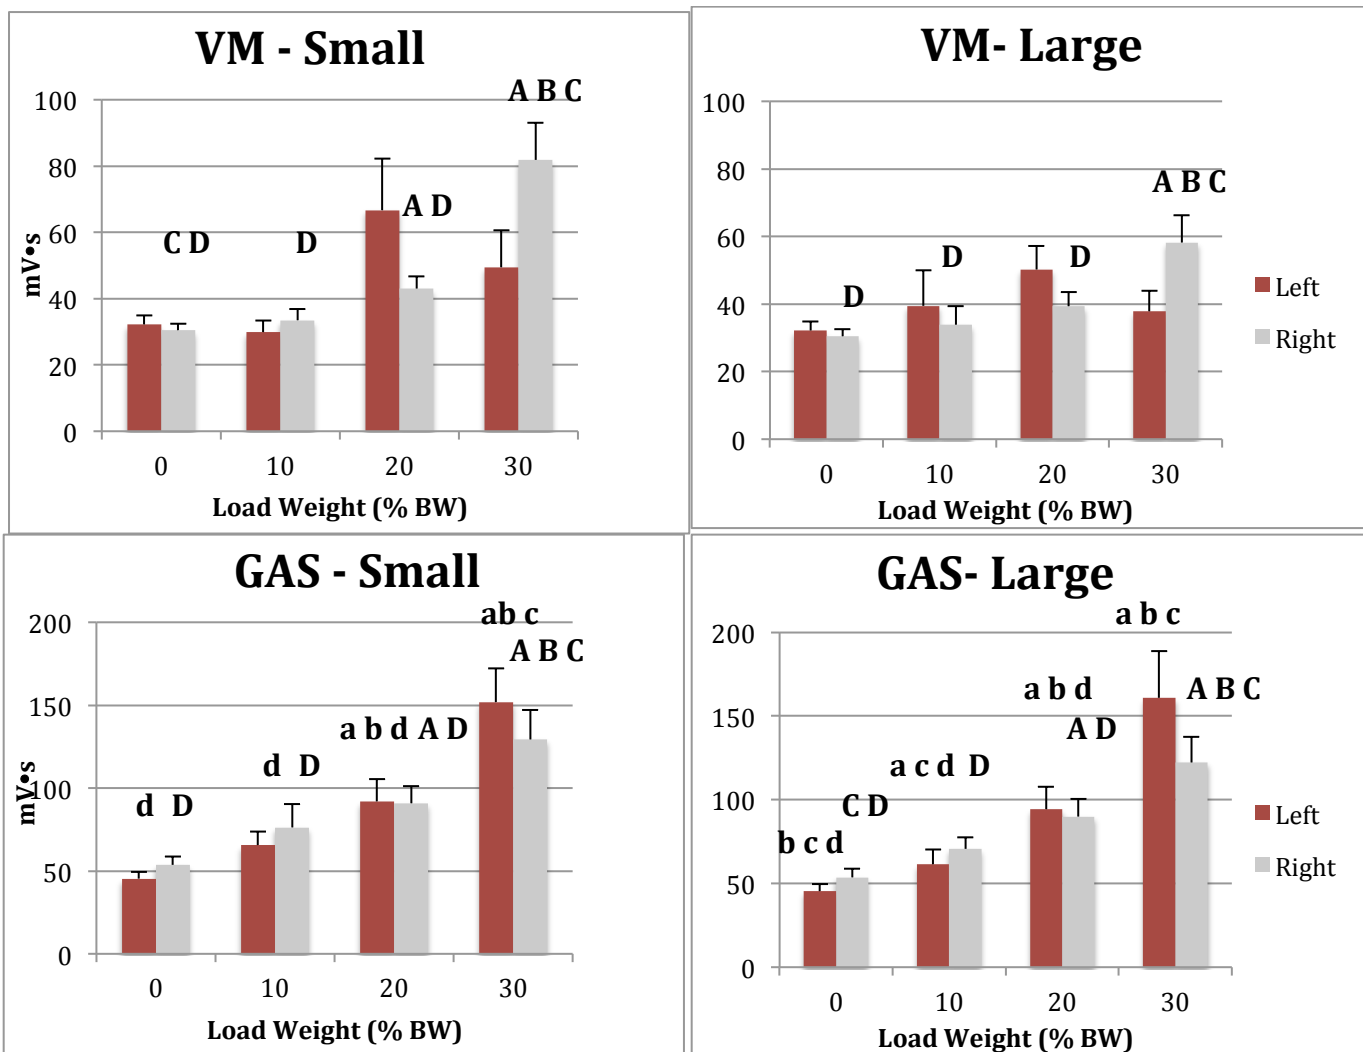 VM - Small
100
80
60
40
20
0
mV•s
C D
D
A D
A B C
0 10 20 30
Load Weight (% BW)
VM- Large
100
80
60
40
20
0
D
D
D
A B C
0 10 20 30
Load Weight (% BW)
Left
Right
GAS - Small
200
150
100
50
0
mV•s
d D
d D
a b d A D
ab c
A B C
0 10 20 30
Load Weight (% BW)
GAS- Large
200
150
100
50
0
b c d
C D
a c d D
a b d
A D
a b c
A B C
0 10 20 30
Load Weight (% BW)
Left
Right